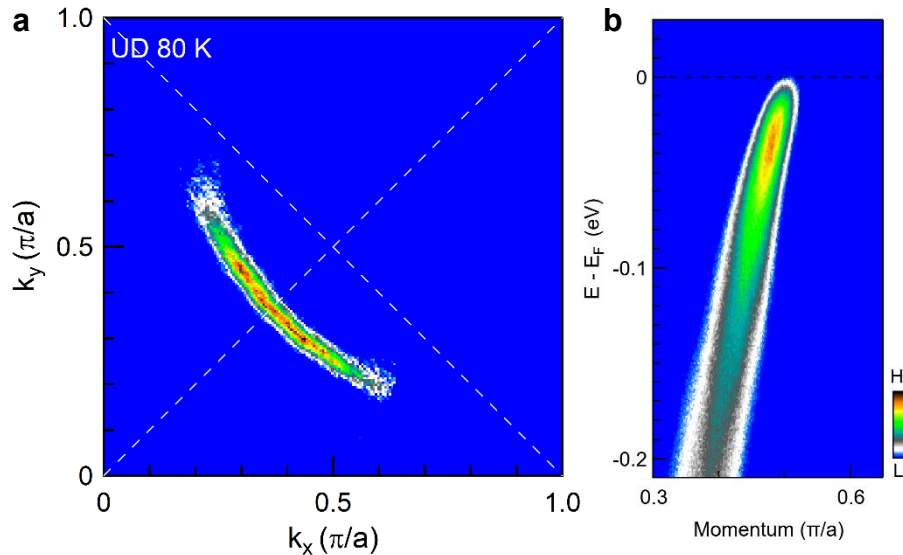 a
UD 80 K
1.0
0.5
0
k_y (π/a)
0
0.5
1.0
k_x (π/a)
b
0
-0.1
-0.2
E - E_F (eV)
0.3
0.6
Momentum (π/a)
H
L